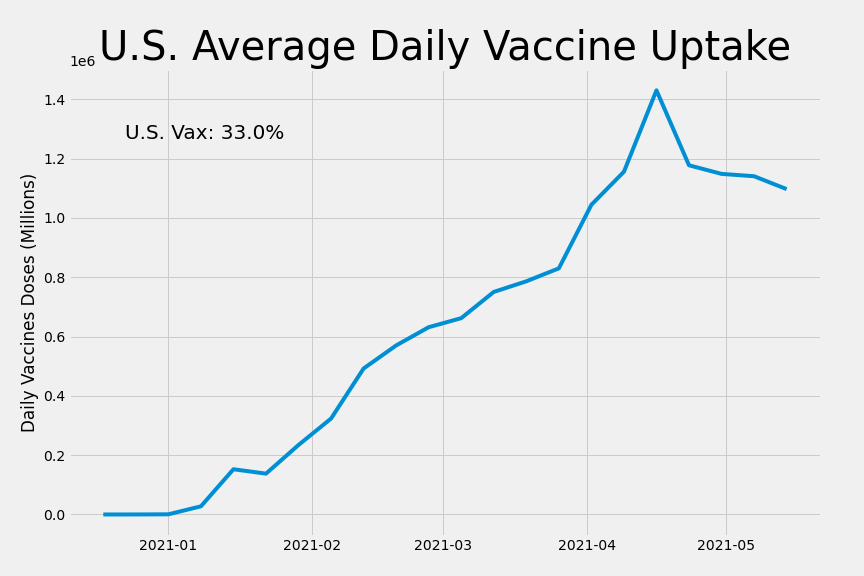 U.S. Average Daily Vaccine Uptake
1e6
1.4
U.S. Vax: 33.0%
1.2
1.0
0.8
0.6
0.4
0.2
0.0
Daily Vaccines Doses (Millions)
2021-01 2021-02 2021-03 2021-04 2021-05